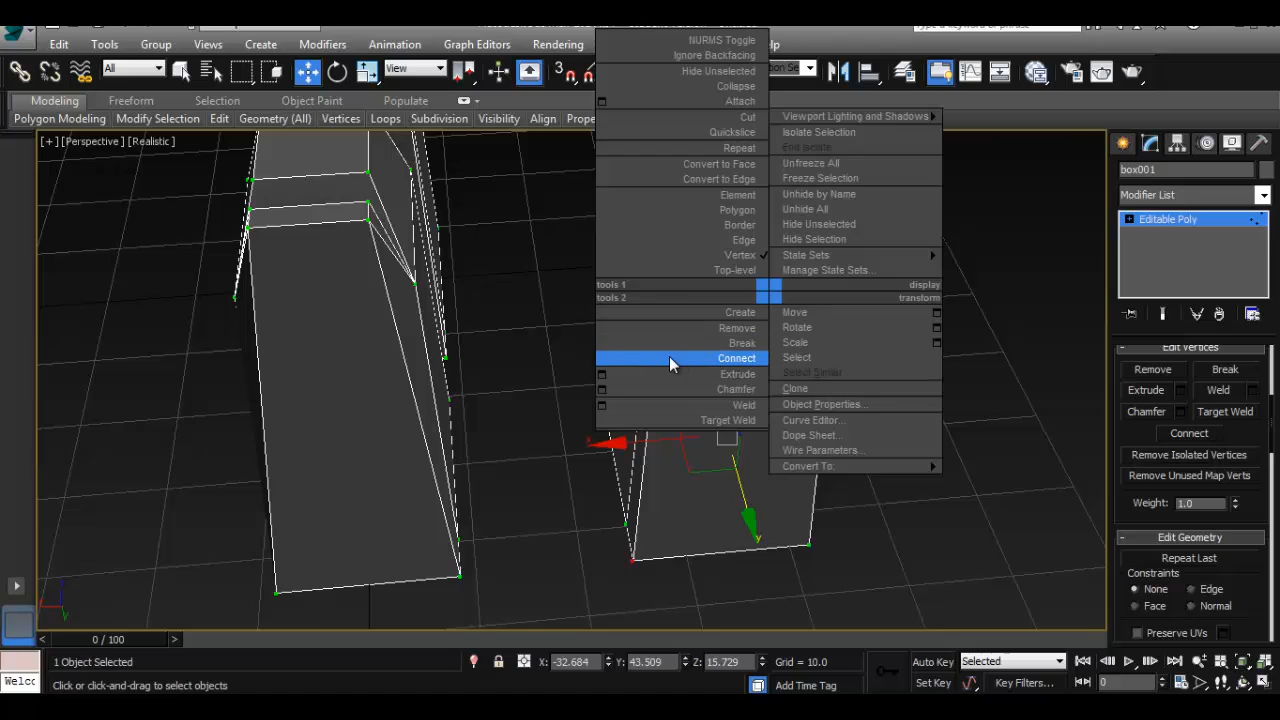 Edit Tools Group Views Create Modifiers Animation Graph Editors Rendering
All
View
3
Modeling Freeform Selection Object Paint Populate
Polygon Modeling Modify Selection Geometry (All) Vertices Loops Subdivision Visibility Align
[+] [Perspective] [Realistic]
NURMS Toggle
Ignore Backfacing
Hide Unselected
Collapse
Attach
Cut
Quickslice
Repeat
Convert to Face
Convert to Edge
Element
Polygon
Border
Edge
Vertex
Top-level
tools 1
tools 2
Create
Remove
Break
Connect
Extrude
Chamfer
Weld
Target Weld
Viewport Lighting and Shadows
Isolate Selection
End Isolate
Unfreeze All
Freeze Selection
Unhide by Name
Unhide All
Hide Unselected
Hide Selection
State Sets
Manage State Sets...
display
transform
Move
Rotate
Scale
Select
Select Similar
Clone
Object Properties...
Curve Editor...
Dope Sheet...
Wire Parameters...
Convert To:
x
y
box001
Modifier List
Editable Poly
Edit Vertices
Remove Break
Extrude Weld
Chamfer Target Weld
Connect
Remove Isolated Vertices
Remove Unused Map Verts
Weight: 1.0
Edit Geometry
Repeat Last
Constraints
None Edge
Face Normal
Preserve UVs
0 / 100
1 Object Selected X: -32.684 Y: 43.509 Z: 15.729 Grid = 10.0 Auto Key Selected
Welc Click or click-and-drag to select objects Add Time Tag Set Key Key Filters... 0